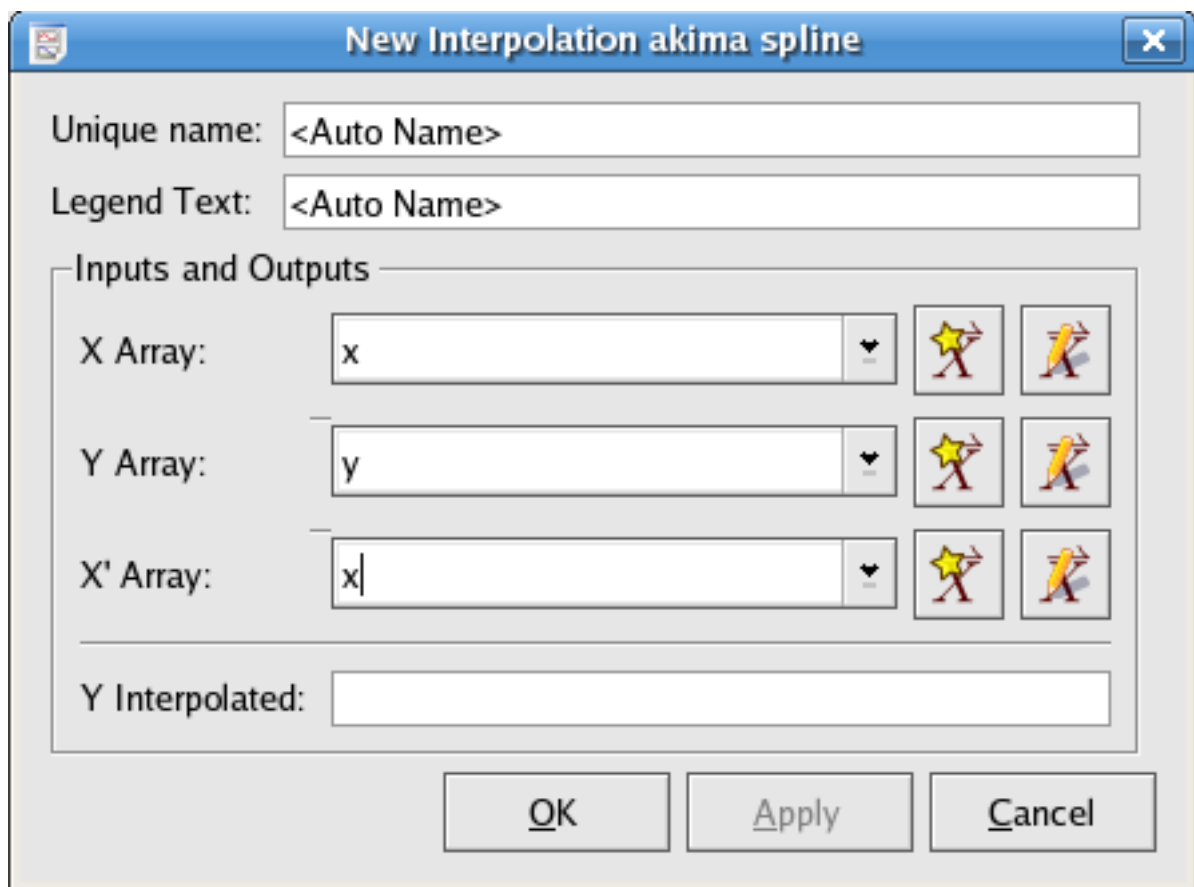 New Interpolation akima spline
Unique name: <Auto Name>
Legend Text: <Auto Name>
Inputs and Outputs
X Array: x
Y Array: y
X' Array: x
Y Interpolated:
OK Apply Cancel